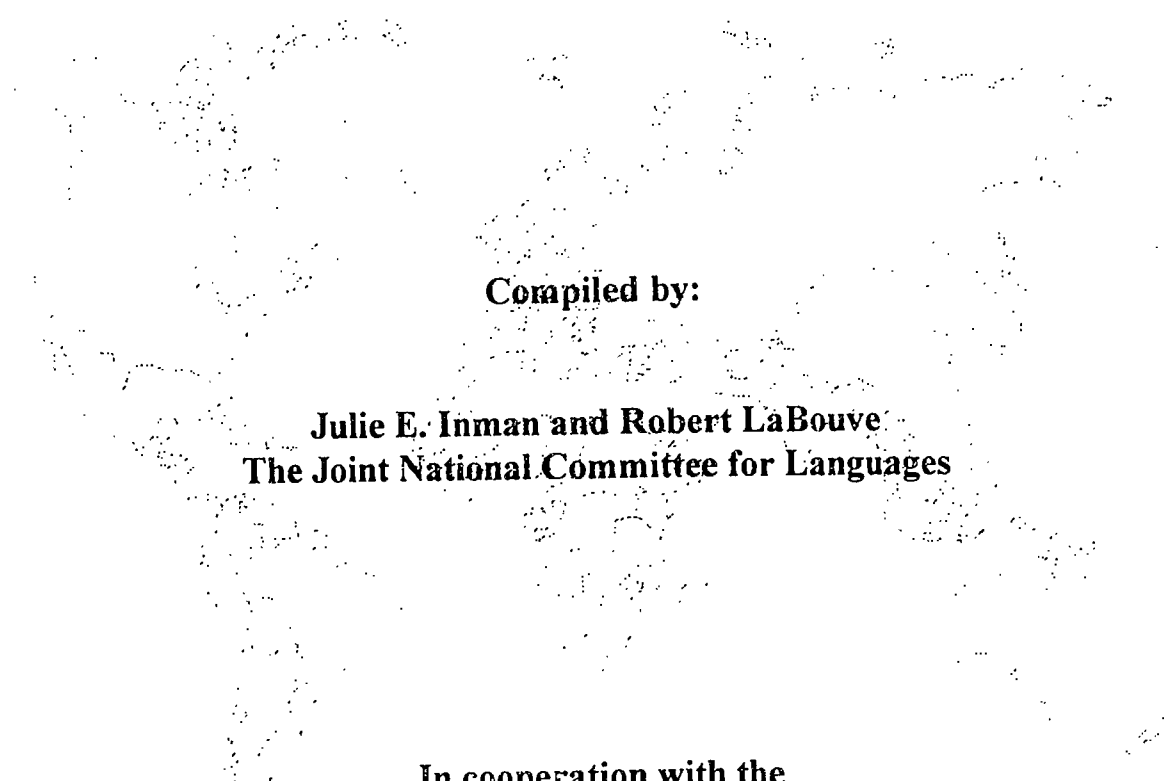 Compiled by:
Julie E. Inman and Robert LaBouve
The Joint National Committee for Languages
In cooperation with the